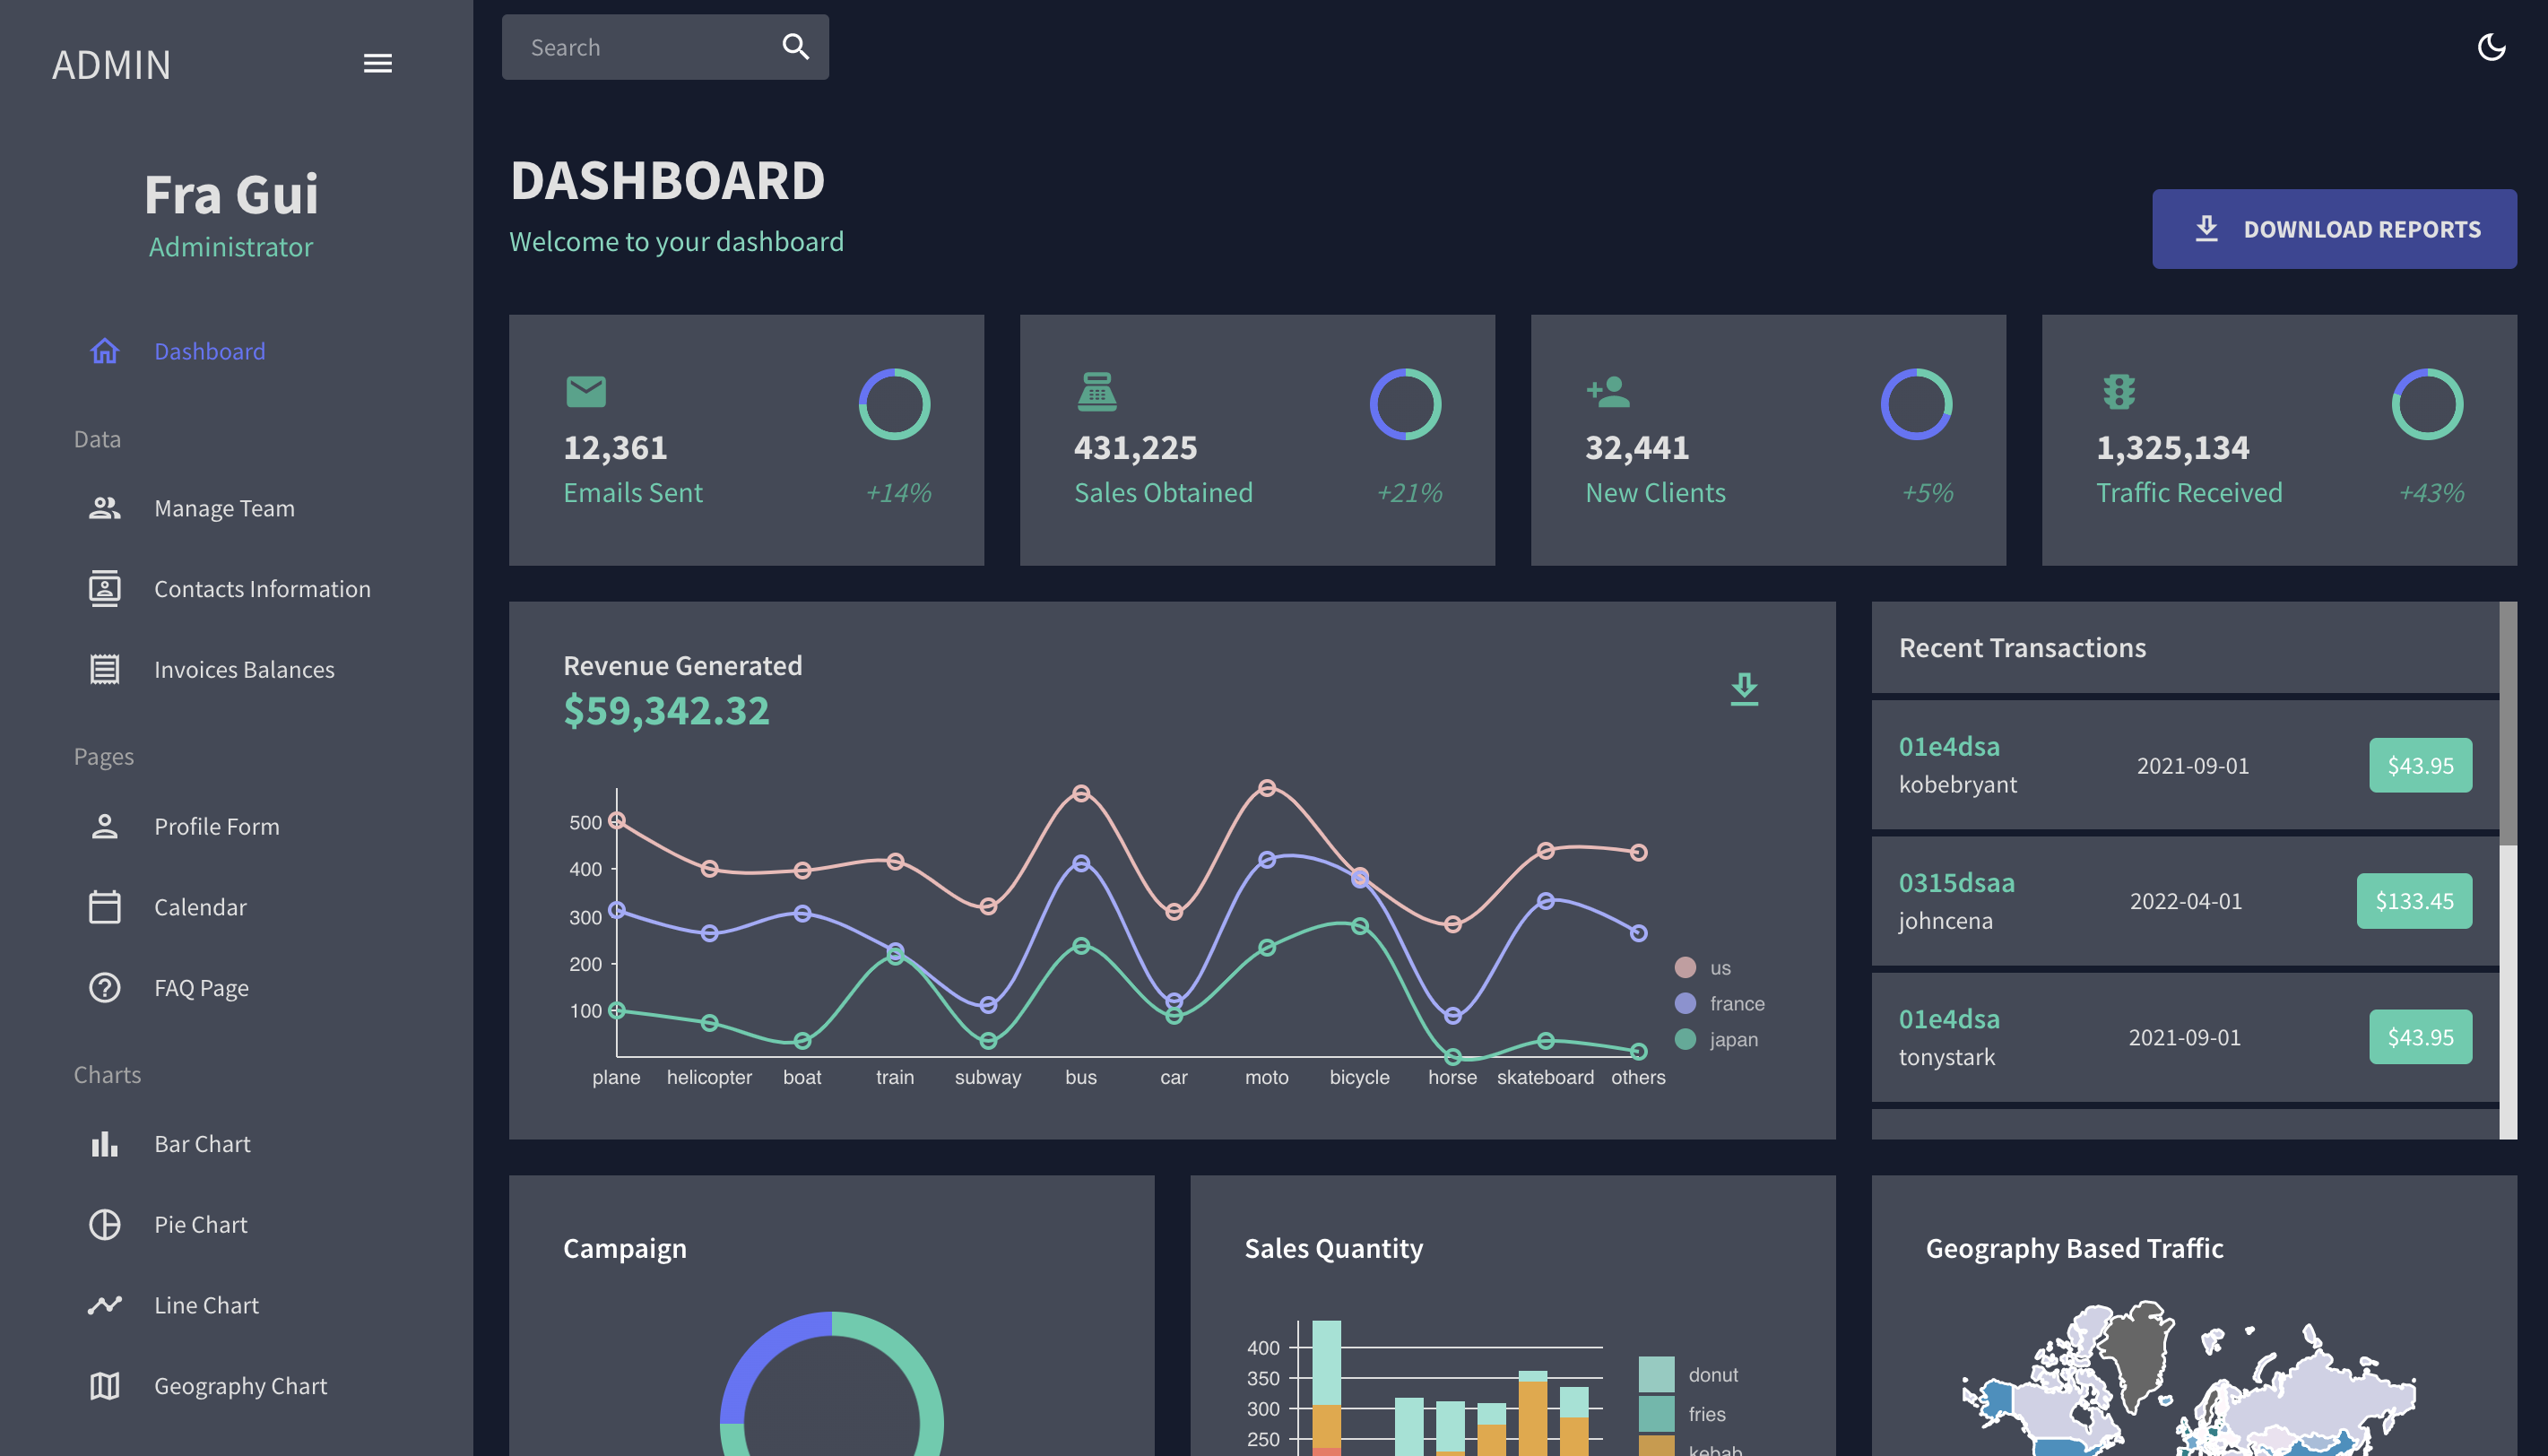 ADMIN
Fra Gui
Administrator
Dashboard
Data
Manage Team
Contacts Information
Invoices Balances
Pages
Profile Form
Calendar
FAQ Page
Charts
Bar Chart
Pie Chart
Line Chart
Geography Chart
Search
DASHBOARD
Welcome to your dashboard
DOWNLOAD REPORTS
12,361
Emails Sent +14%
431,225
Sales Obtained +21%
32,441
New Clients +5%
1,325,134
Traffic Received +43%
Revenue Generated
$59,342.32
500
400
300
200
100
plane helicopter boat train subway bus car moto bicycle horse skateboard others
us
france
japan
Recent Transactions
01e4dsa
kobebryant
2021-09-01
$43.95
0315dsaa
johncena
2022-04-01
$133.45
01e4dsa
tonystark
2021-09-01
$43.95
Campaign
Sales Quantity
400
350
300
250
donut
fries
kebab
Geography Based Traffic